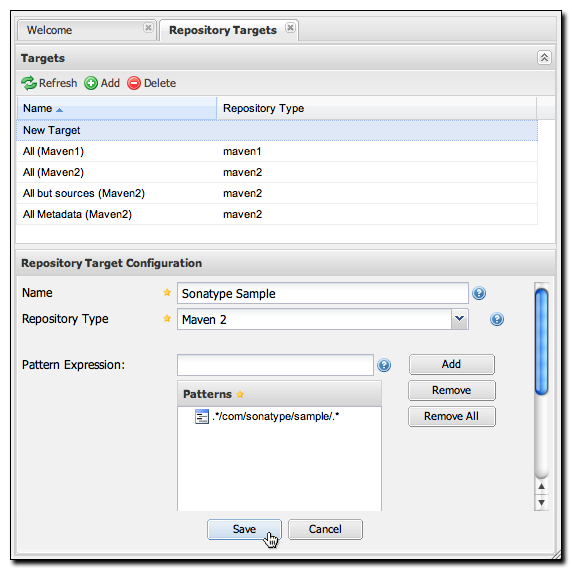 Welcome Repository Targets
Targets
Refresh Add Delete
Name Repository Type
New Target
All (Maven1) maven1
All (Maven2) maven2
All but sources (Maven2) maven2
All Metadata (Maven2) maven2
Repository Target Configuration
Name Sonatype Sample
Repository Type Maven 2
Pattern Expression: Add
Remove
Patterns
Remove All
.*/com/sonatype/sample/.*
Save Cancel